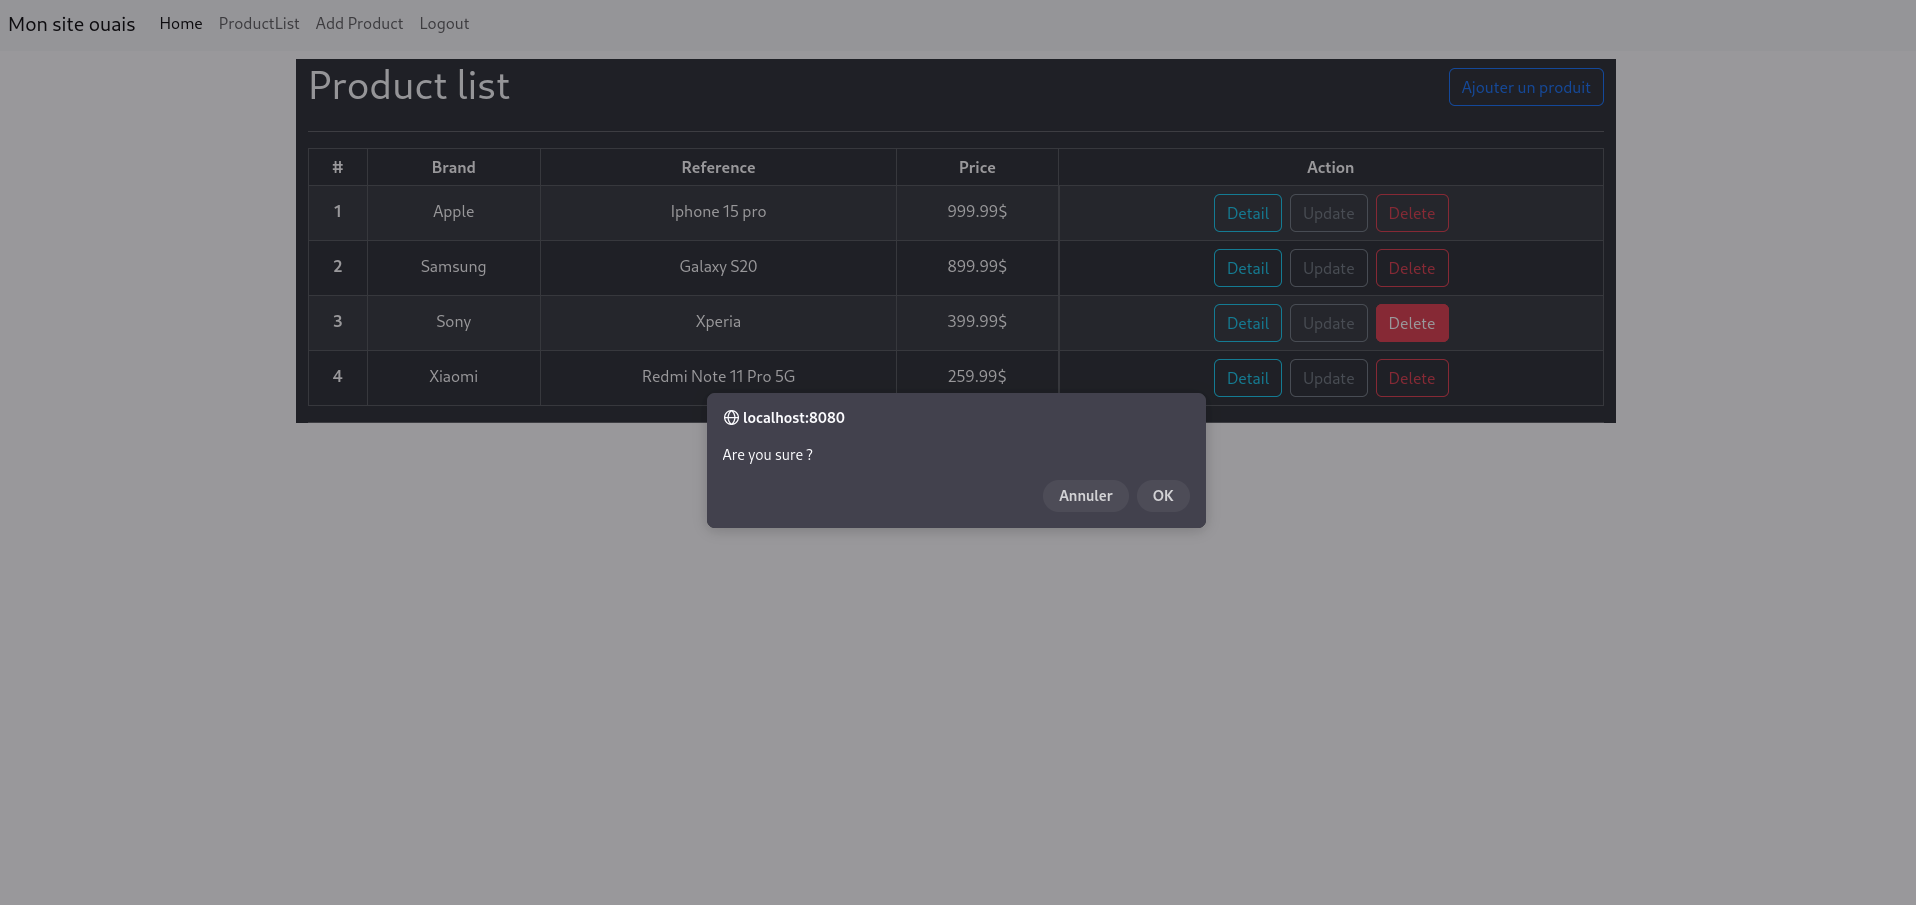 Mon site ouais Home ProductList Add Product Logout
Product list Ajouter un produit
# Brand Reference Price Action
1 Apple Iphone 15 pro 999.99$ Detail Update Delete
2 Samsung Galaxy S20 899.99$ Detail Update Delete
3 Sony Xperia 399.99$ Detail Update Delete
4 Xiaomi Redmi Note 11 Pro 5G 259.99$ Detail Update Delete
localhost:8080
Are you sure ?
Annuler OK